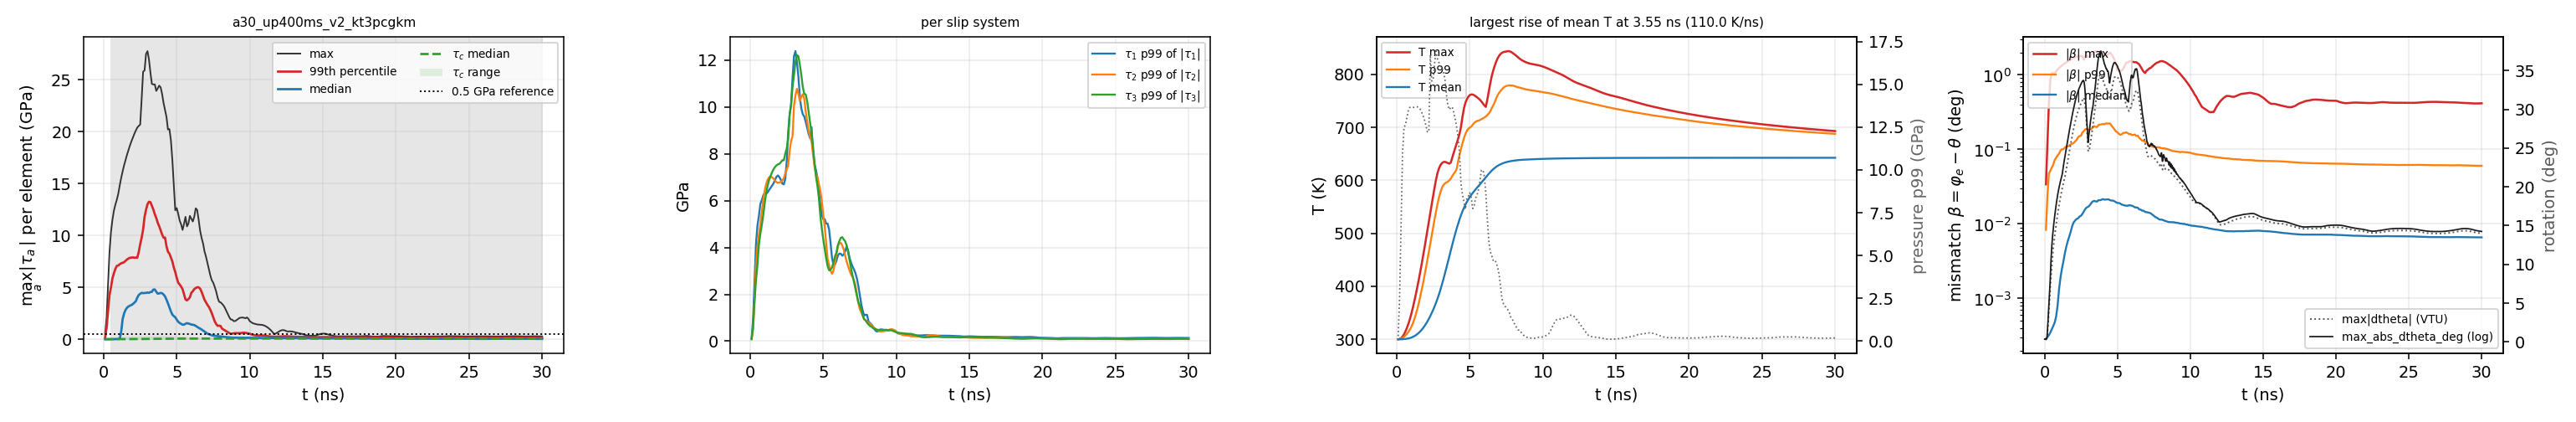 a30_up400ms_v2_kt3pcgkm
max
99th percentile
median
τc median
τc range
0.5 GPa reference
max a |τa| per element (GPa)
25
20
15
10
5
0
0 5 10 15 20 25 30
t (ns)
per slip system
τ1 p99 of |τ1|
τ2 p99 of |τ2|
τ3 p99 of |τ3|
GPa
12
10
8
6
4
2
0
0 5 10 15 20 25 30
t (ns)
largest rise of mean T at 3.55 ns (110.0 K/ns)
T max
T p99
T mean
T (K)
800
700
600
500
400
300
0 5 10 15 20 25 30
t (ns)
17.5
15.0
12.5
10.0
7.5
5.0
2.5
0.0
pressure p99 (GPa)
|β| max
|β| p99
|β| median
mismatch β = φe − θ (deg)
10⁰
10⁻¹
10⁻²
10⁻³
0 5 10 15 20 25 30
t (ns)
max|dtheta| (VTU)
max_abs_dtheta_deg (log)
35
30
25
20
15
10
5
0
rotation (deg)